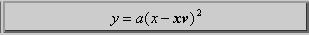 y = a(x − xv)²